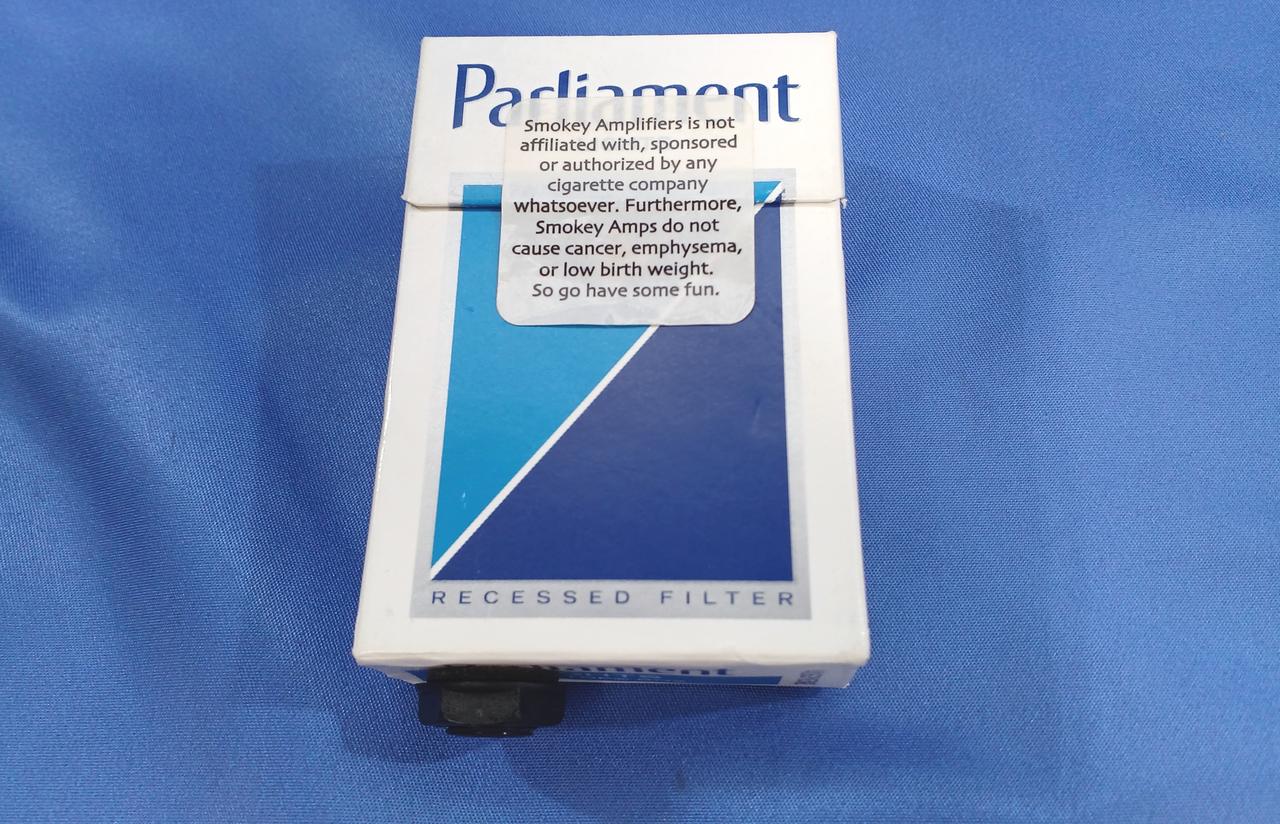 Parliament
Smokey Amplifiers is not
affiliated with, sponsored
or authorized by any
cigarette company
whatsoever. Furthermore,
Smokey Amps do not
cause cancer, emphysema,
or low birth weight.
So go have some fun.
RECESSED FILTER